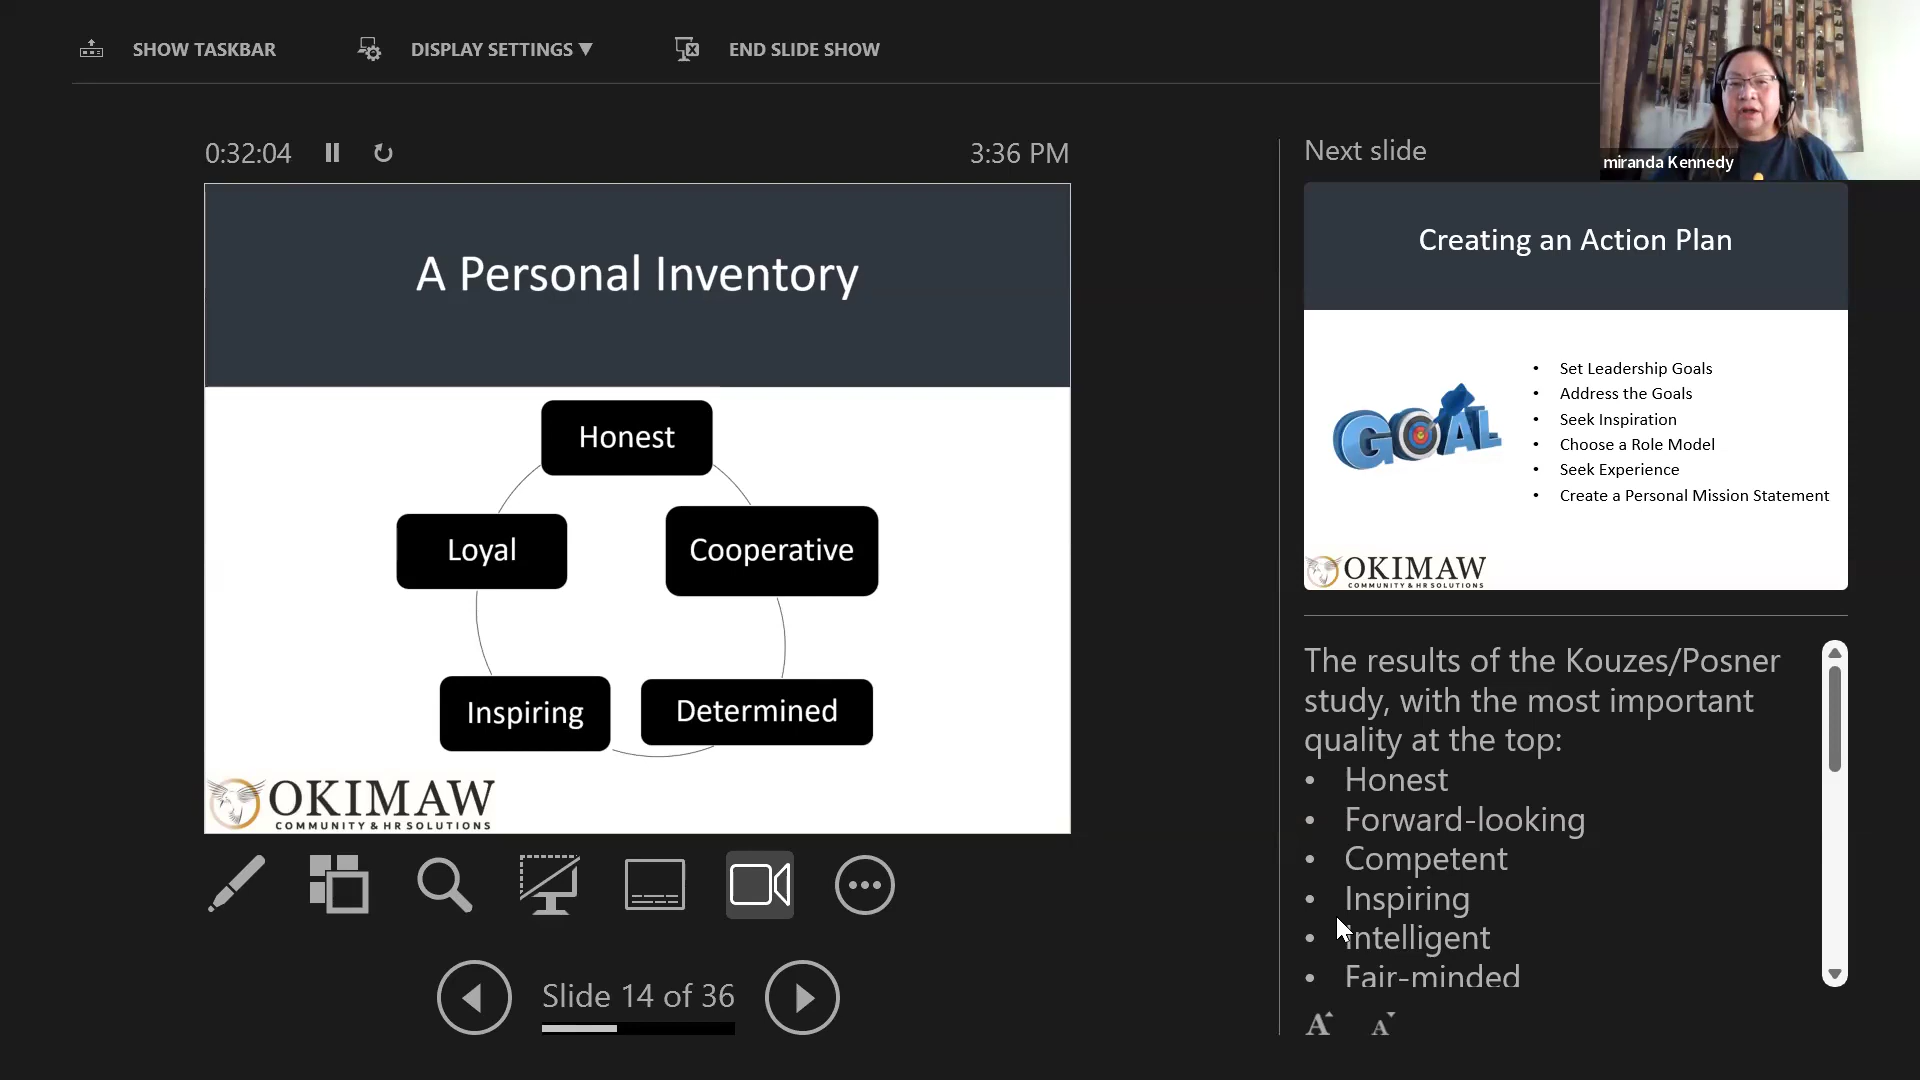 SHOW TASKBAR
DISPLAY SETTINGS ▼
END SLIDE SHOW
miranda Kennedy
0:32:04
3:36 PM
A Personal Inventory
Honest
Loyal
Cooperative
Inspiring
Determined
OKIMAW
COMMUNITY & HR SOLUTIONS
Slide 14 of 36
Next slide
Creating an Action Plan
GOAL
• Set Leadership Goals
• Address the Goals
• Seek Inspiration
• Choose a Role Model
• Seek Experience
• Create a Personal Mission Statement
OKIMAW
COMMUNITY & HR SOLUTIONS
The results of the Kouzes/Posner
study, with the most important
quality at the top:
• Honest
• Forward-looking
• Competent
• Inspiring
• Intelligent
• Fair-minded
A
A